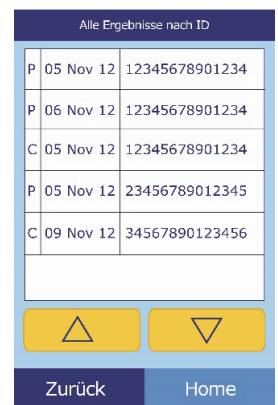 Alle Ergebnisse nach ID
P 05 Nov 12 12345678901234
P 06 Nov 12 12345678901234
C 05 Nov 12 12345678901234
P 05 Nov 12 23456789012345
C 09 Nov 12 34567890123456
Zurück Home